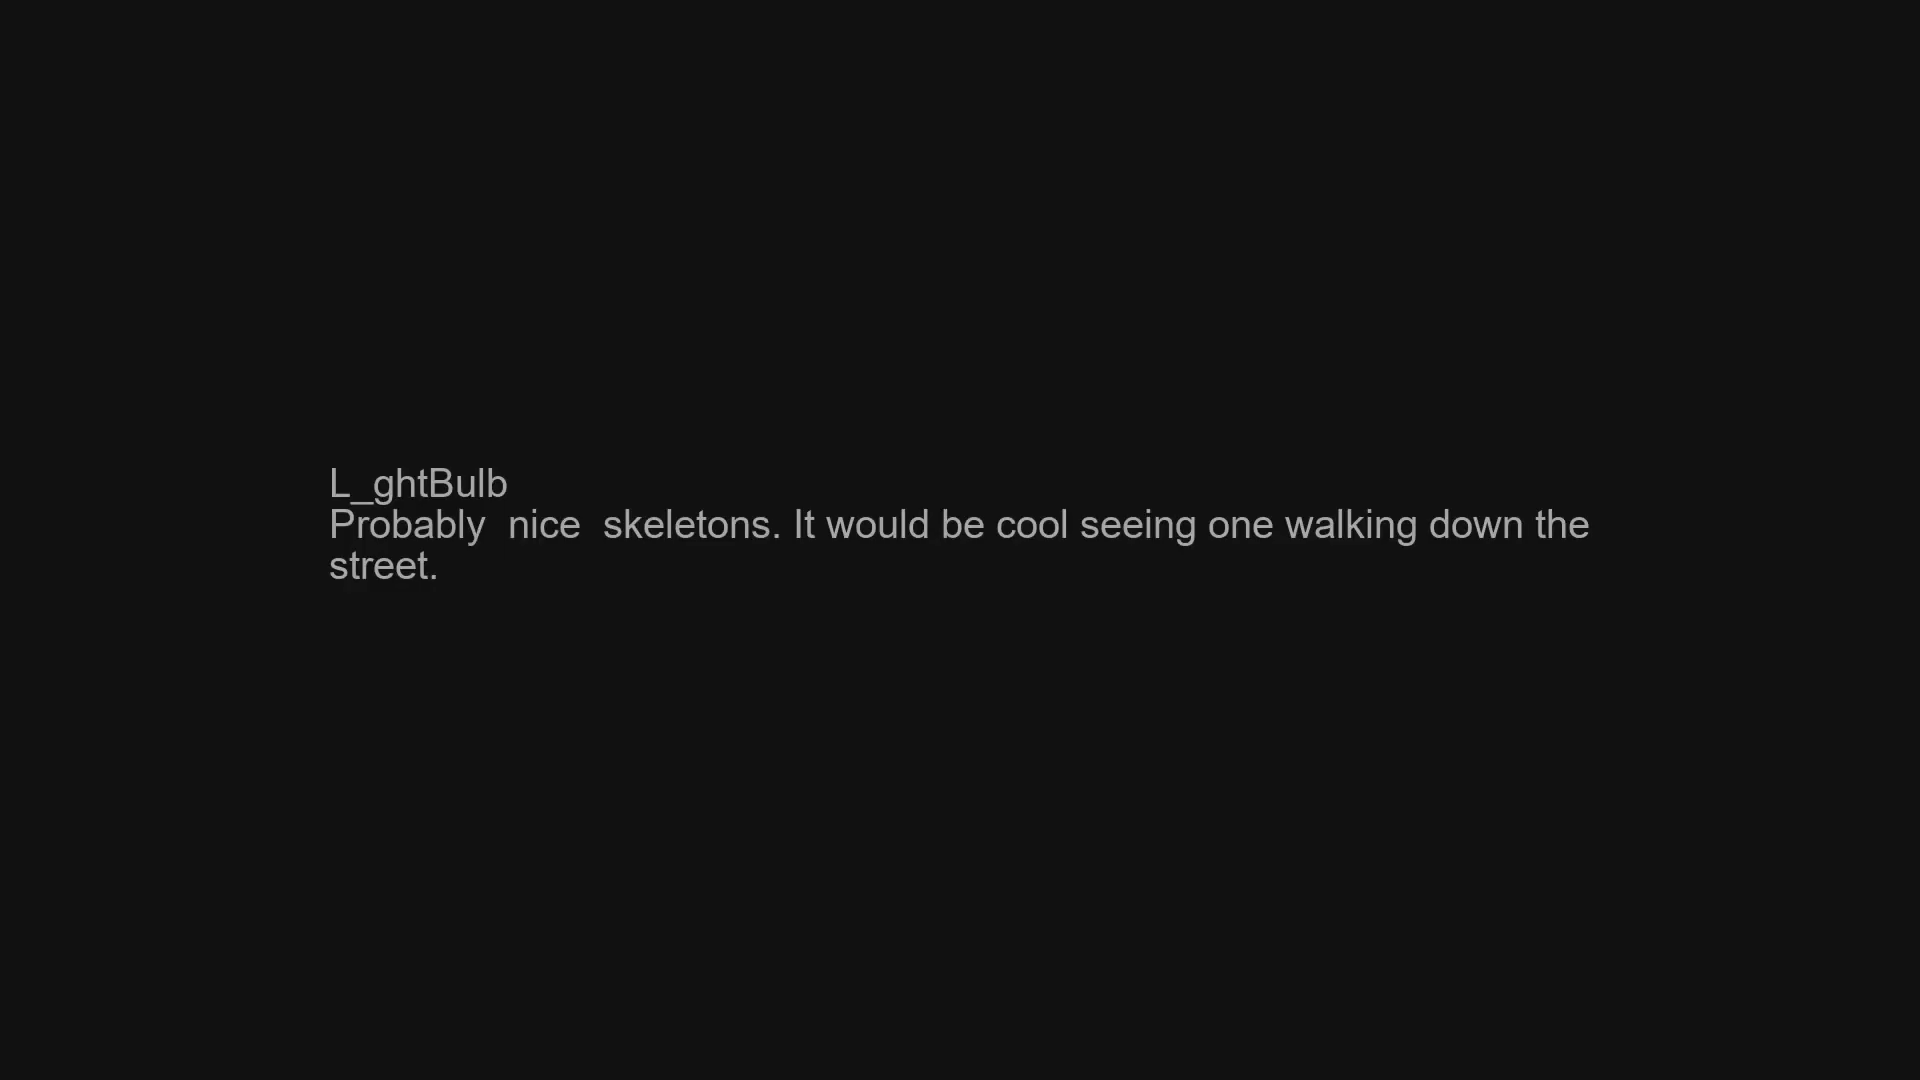 L_ghtBulb
Probably  nice  skeletons. It would be cool seeing one walking down the
street.